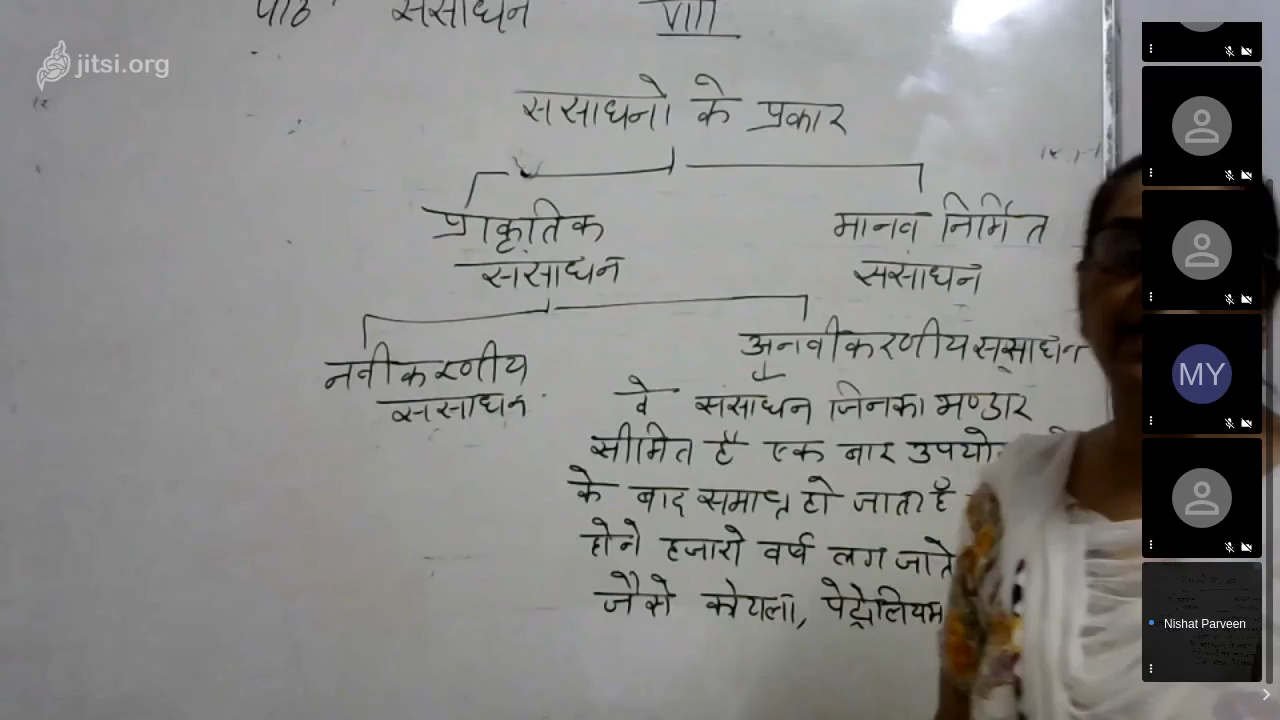 पाठ संसाधन VIII
jitsi.org
संसाधनो के प्रकार
प्राकृतिक मानव निर्मित
संसाधन संसाधन
नवीकरणीय अनवीकरणीय संसाधन
संसाधन
वे संसाधन जिनका भण्डार
सीमित है एक बार उपयो
के बाद समाप्त हो जाता है
होने हजारो वर्ष लग जाते
जैसे कोयला, पेट्रोलियम
MY
Nishat Parveen